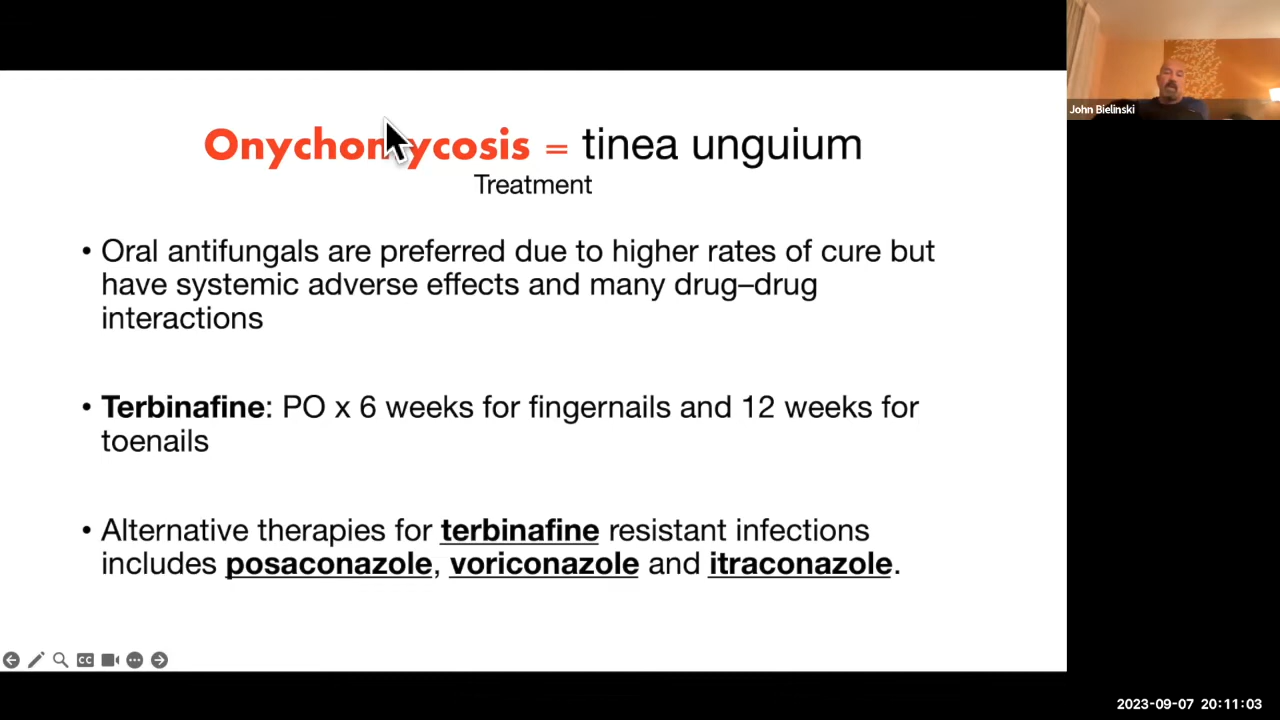 Onychomycosis = tinea unguium
Treatment
• Oral antifungals are preferred due to higher rates of cure but
have systemic adverse effects and many drug–drug
interactions
• Terbinafine: PO x 6 weeks for fingernails and 12 weeks for
toenails
• Alternative therapies for terbinafine resistant infections
includes posaconazole, voriconazole and itraconazole.
CC
John Bielinski
2023-09-07 20:11:03